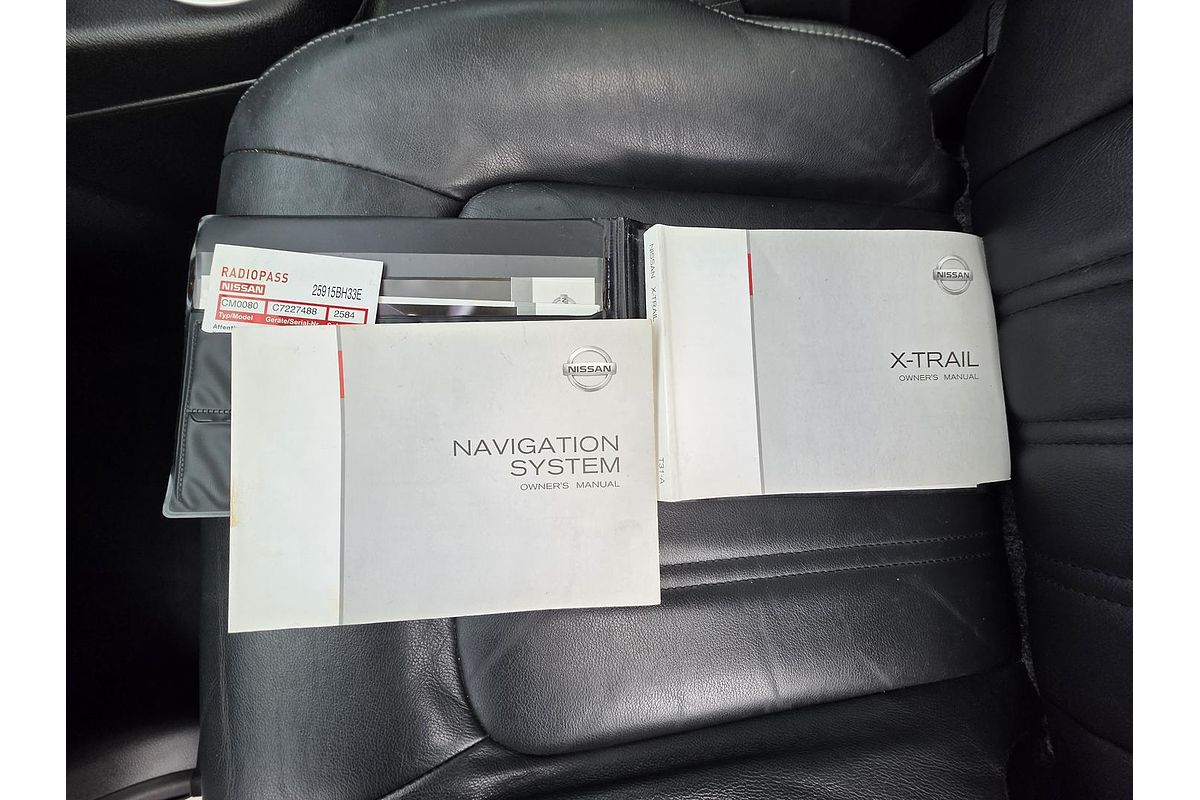 RADIOPASS
NISSAN
25915BH33E
CM0080 C7227488 2584
Typ/Model Geräte/Serial-Nr.
NISSAN
NAVIGATION
SYSTEM
OWNER'S MANUAL
NISSAN X-TRAIL
T31-A
NISSAN
X-TRAIL
OWNER'S MANUAL